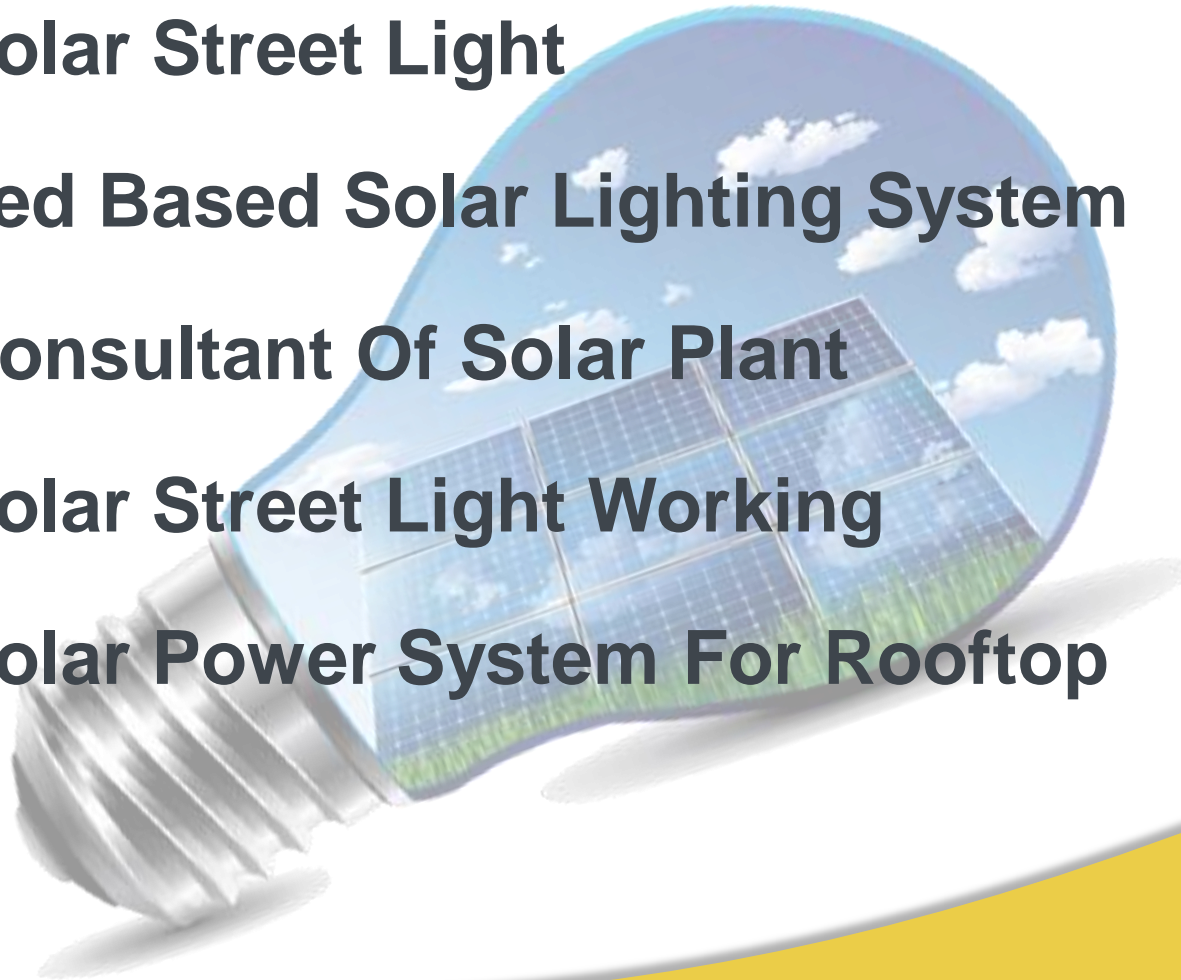 olar Street Light
ed Based Solar Lighting System
onsultant Of Solar Plant
olar Street Light Working
olar Power System For Rooftop